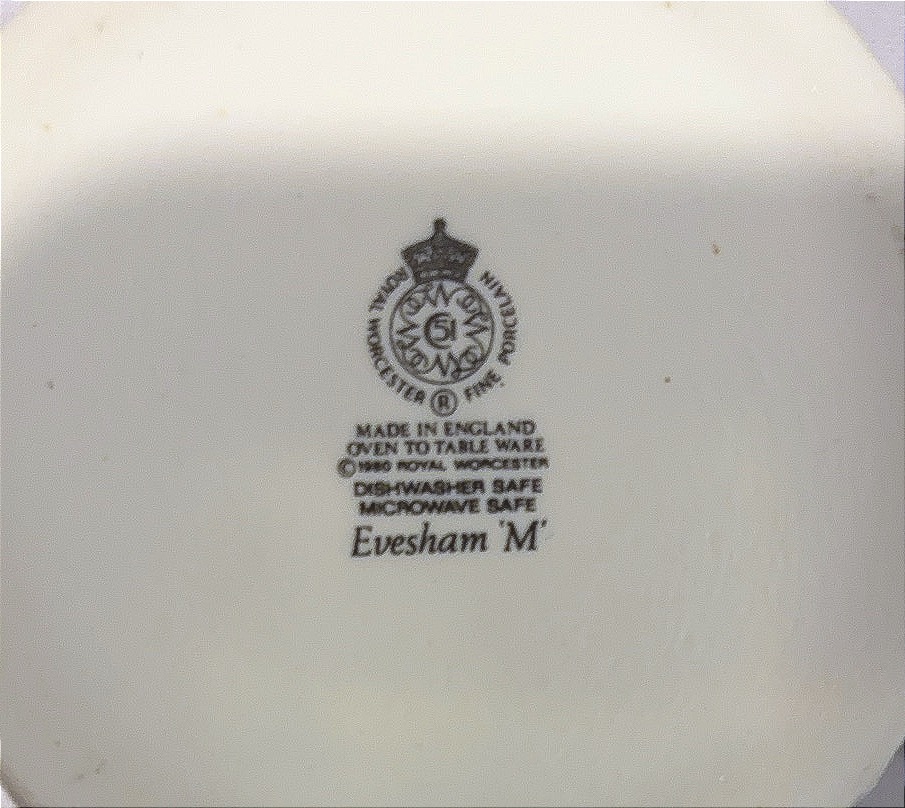 ROYAL WORCESTER FINE PORCELAIN
51
®
MADE IN ENGLAND
OVEN TO TABLE WARE
© 1980 ROYAL WORCESTER
DISHWASHER SAFE
MICROWAVE SAFE
Evesham 'M'